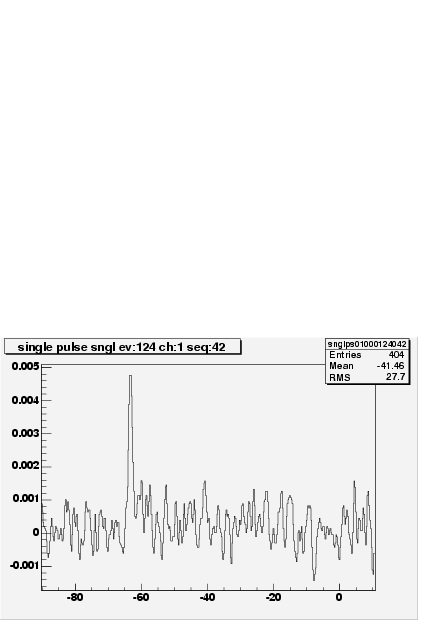 single pulse sngl ev:124 ch:1 seq:42
snglps01000124042
Entries 404
Mean -41.46
RMS 27.7
0.005
0.004
0.003
0.002
0.001
0
-0.001
-80 -60 -40 -20 0